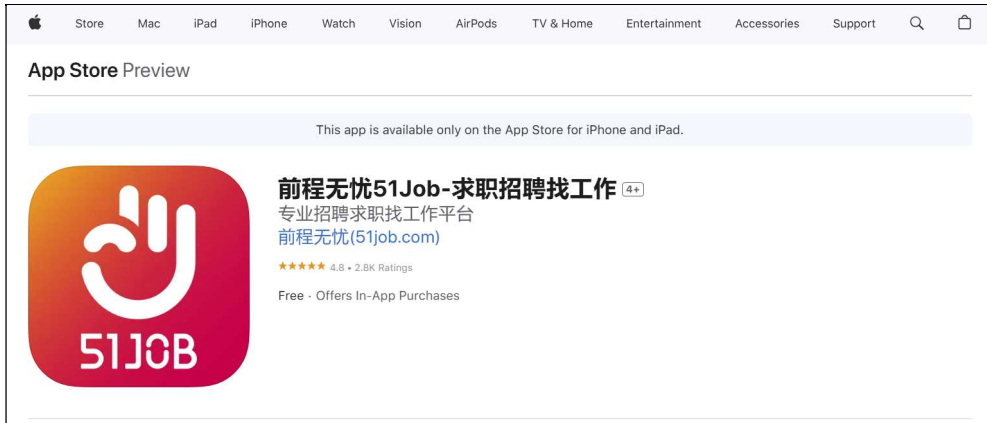 Store Mac iPad iPhone Watch Vision AirPods TV & Home Entertainment Accessories Support
App Store Preview
This app is available only on the App Store for iPhone and iPad.
前程无忧51Job-求职招聘找工作 4+
专业招聘求职找工作平台
前程无忧(51job.com)
★★★★★ 4.8 • 2.8K Ratings
Free · Offers In-App Purchases
51JOB